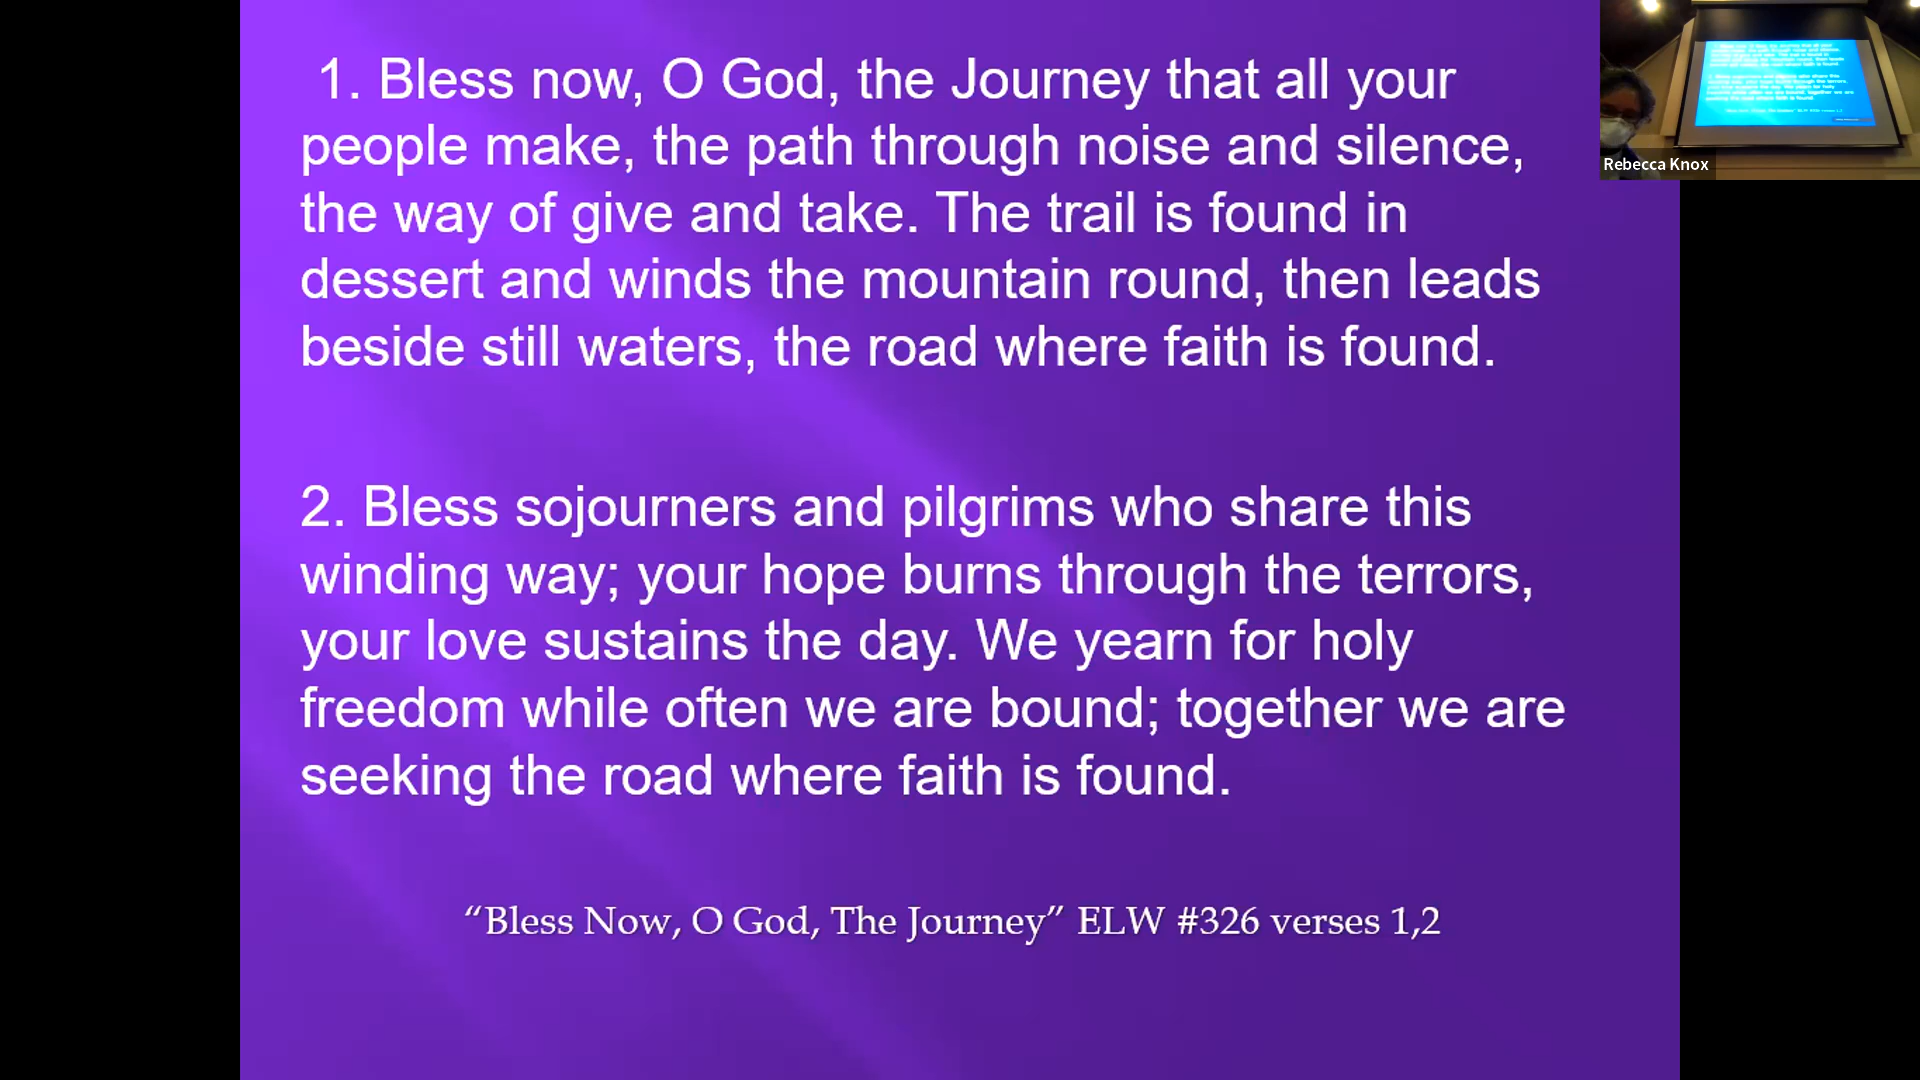 1. Bless now, O God, the Journey that all your
people make, the path through noise and silence,
the way of give and take. The trail is found in
dessert and winds the mountain round, then leads
beside still waters, the road where faith is found.
2. Bless sojourners and pilgrims who share this
winding way; your hope burns through the terrors,
your love sustains the day. We yearn for holy
freedom while often we are bound; together we are
seeking the road where faith is found.
“Bless Now, O God, The Journey” ELW #326 verses 1,2
Rebecca Knox